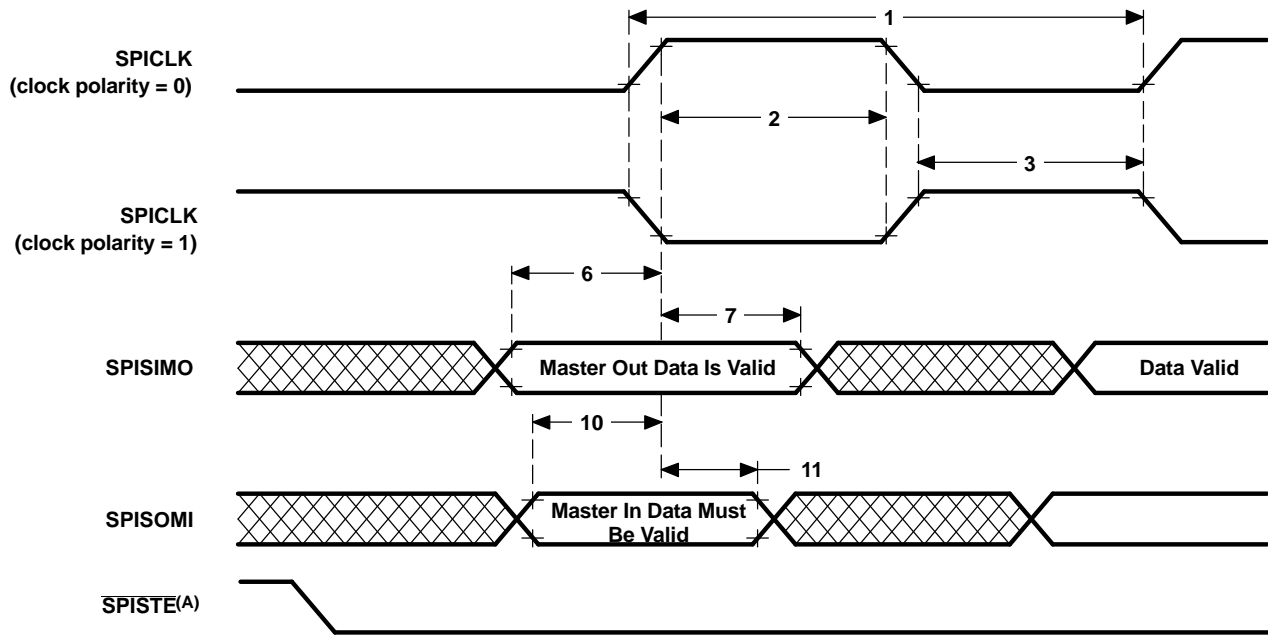 1
SPICLK
(clock polarity = 0)
2
3
SPICLK
(clock polarity = 1)
6
7
SPISIMO
Master Out Data Is Valid
Data Valid
10
11
SPISOMI
Master In Data Must
Be Valid
SPISTE(A)